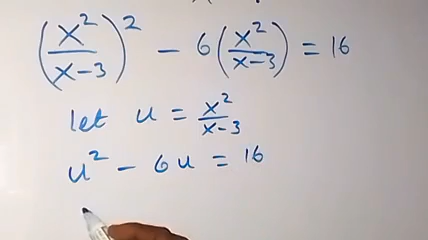 (x²/(x-3))² - 6(x²/(x-3)) = 16
let u = x²/(x-3)
u² - 6u = 16